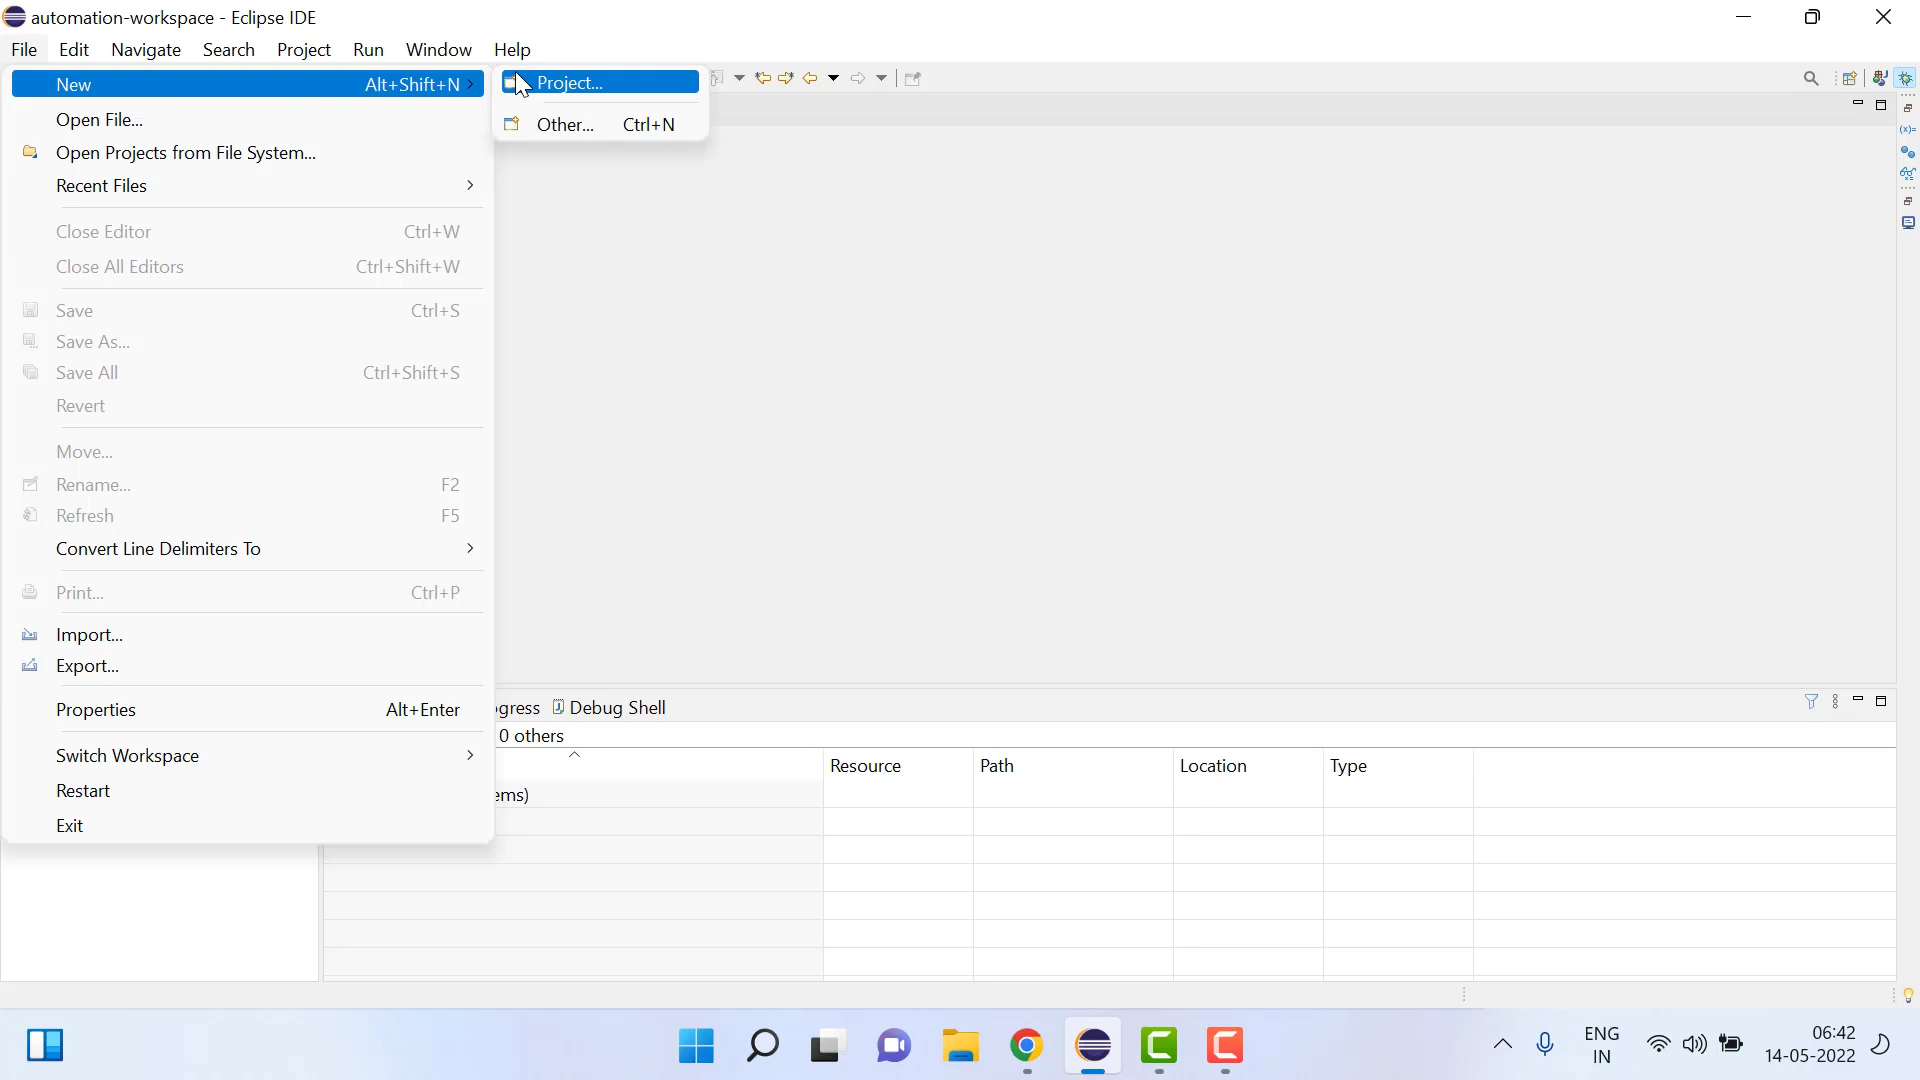 automation-workspace - Eclipse IDE
File Edit Navigate Search Project Run Window Help
New Alt+Shift+N
Project...
Open File...
Other... Ctrl+N
Open Projects from File System...
Recent Files
Close Editor Ctrl+W
Close All Editors Ctrl+Shift+W
Save Ctrl+S
Save As...
Save All Ctrl+Shift+S
Revert
Move...
Rename... F2
Refresh F5
Convert Line Delimiters To
Print... Ctrl+P
Import...
Export...
Properties Alt+Enter
Switch Workspace
Restart
Exit
(x)=
ogress Debug Shell
0 others
Resource Path Location Type
ems)
ENG
IN
06:42
14-05-2022